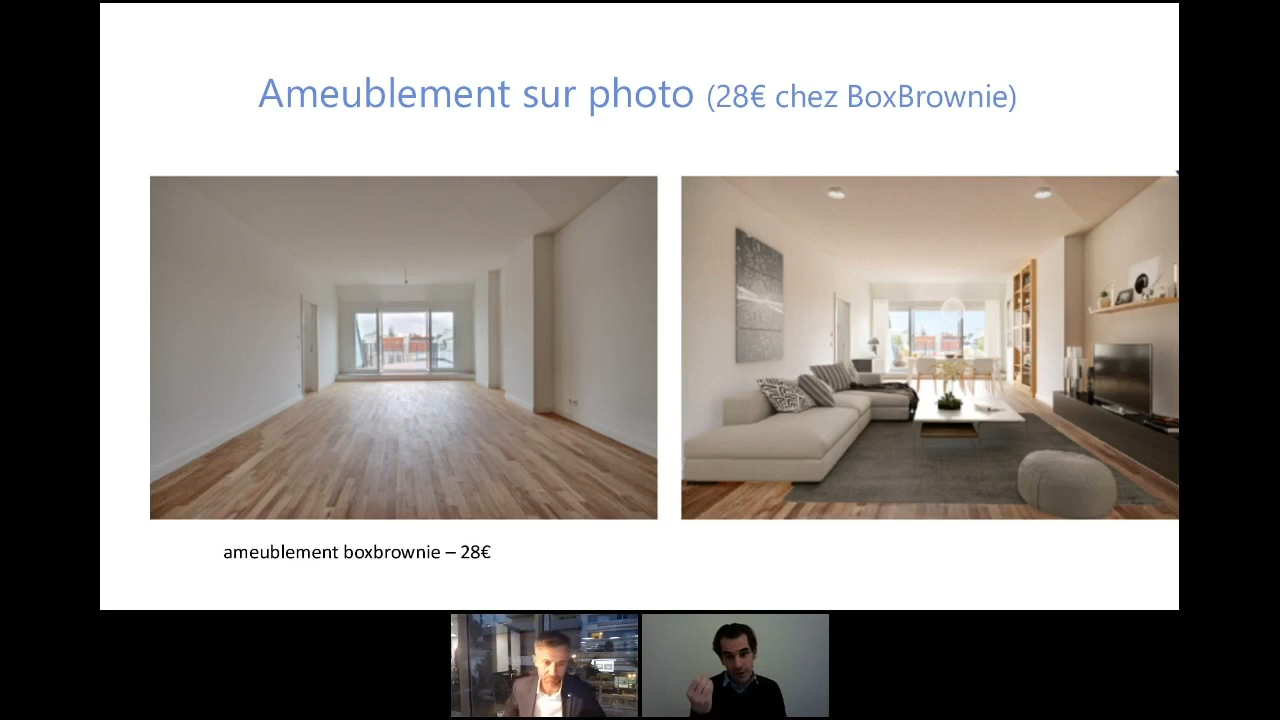 Ameublement sur photo (28€ chez BoxBrownie)
ameublement boxbrownie – 28€